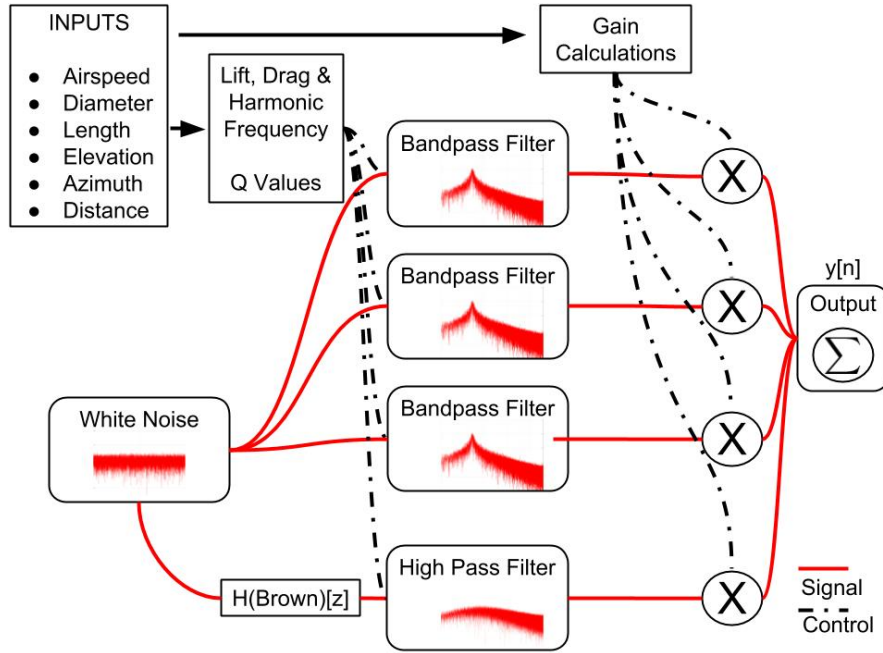 INPUTS
● Airspeed
● Diameter
● Length
● Elevation
● Azimuth
● Distance
Lift, Drag &
Harmonic
Frequency
Q Values
Gain
Calculations
Bandpass Filter
X
Bandpass Filter
X
y[n]
Output
Σ
White Noise
Bandpass Filter
X
H(Brown)[z]
High Pass Filter
X
Signal
Control